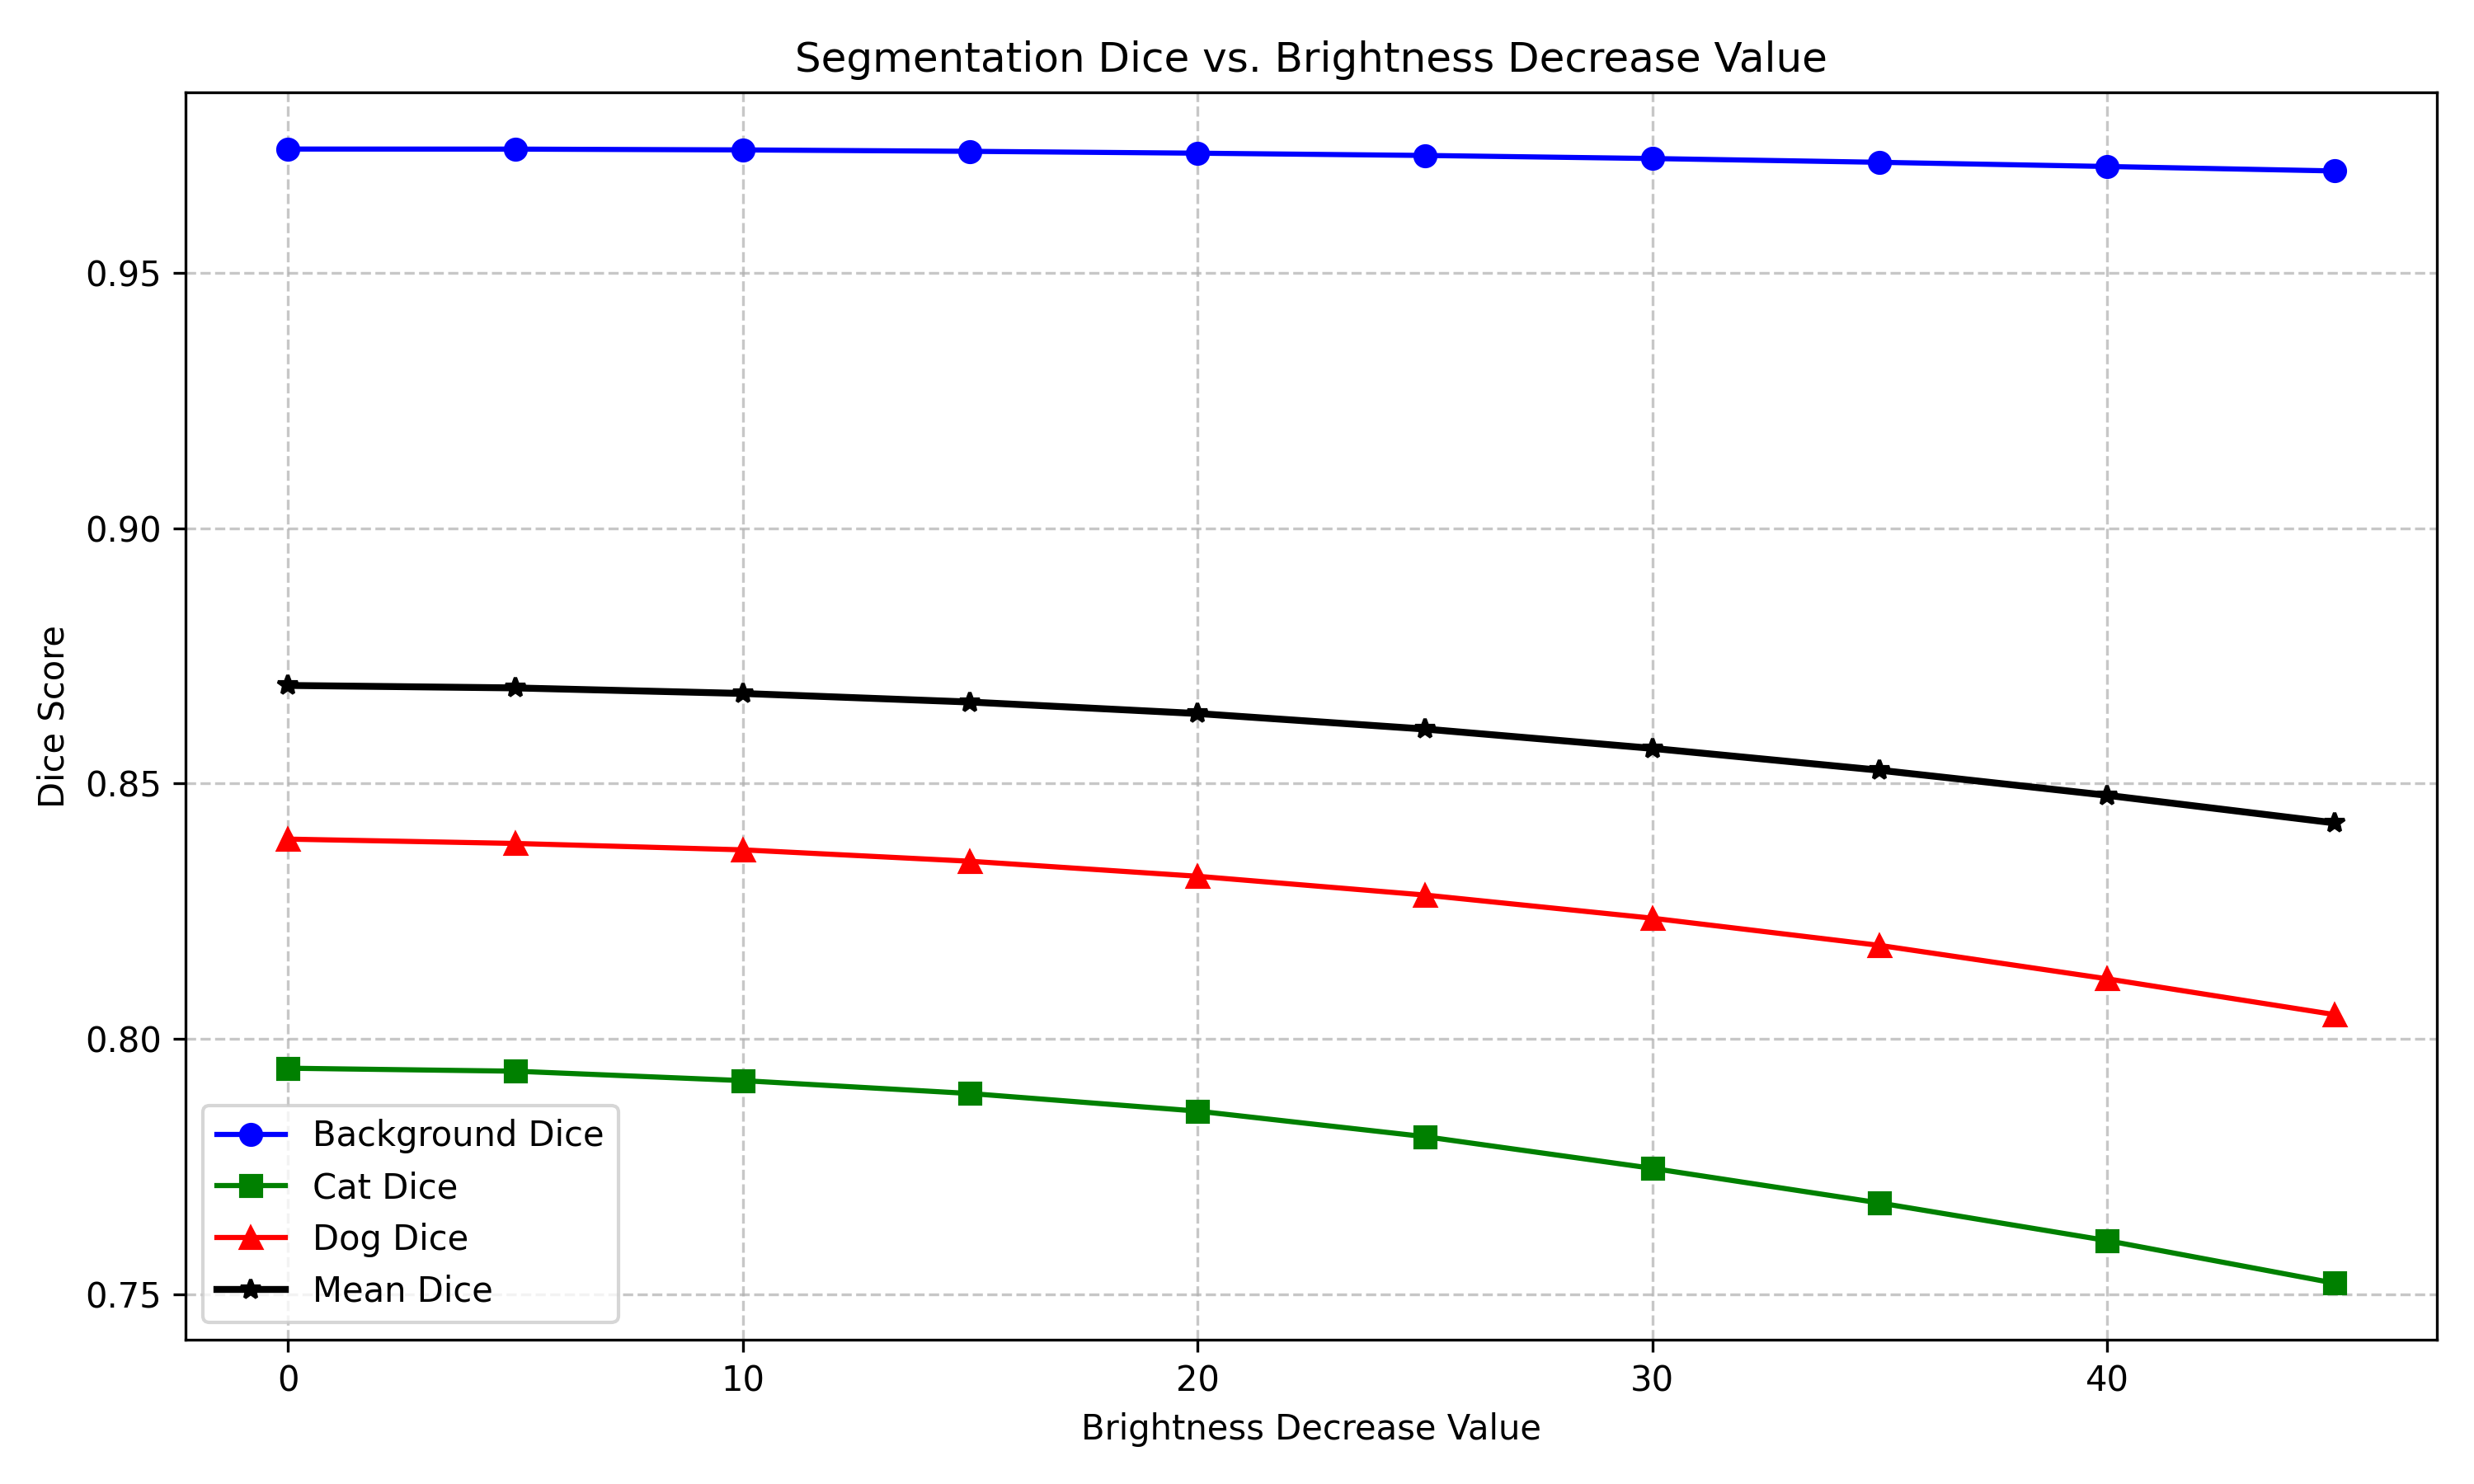 Segmentation Dice vs. Brightness Decrease Value
Dice Score
0.95
0.90
0.85
0.80
0.75
Background Dice
Cat Dice
Dog Dice
Mean Dice
0 10 20 30 40
Brightness Decrease Value